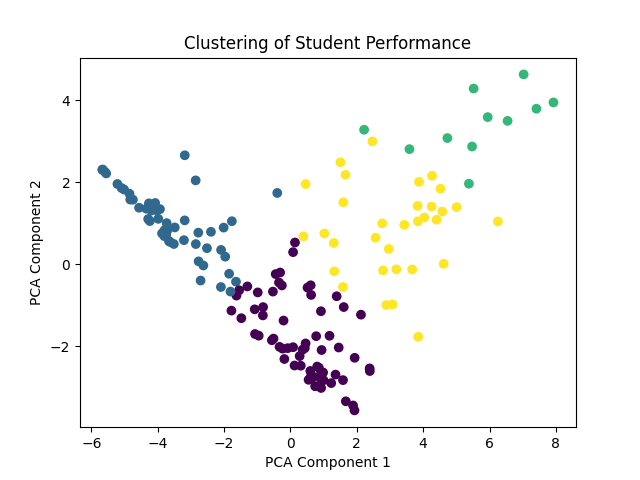 Clustering of Student Performance
4
2
0
−2
PCA Component 2
−6 −4 −2 0 2 4 6 8
PCA Component 1